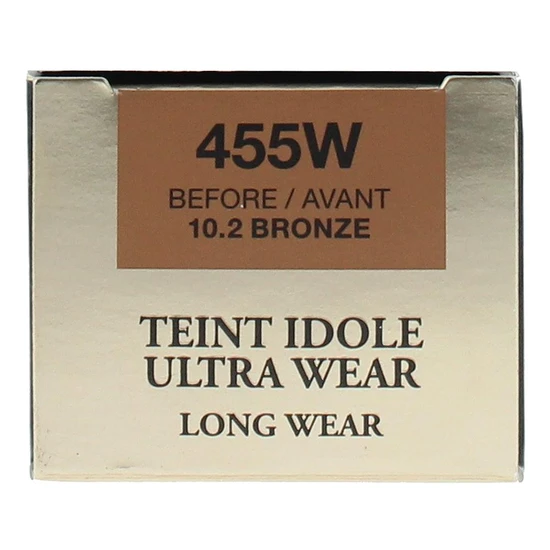 455W
BEFORE / AVANT
10.2 BRONZE
TEINT IDOLE
ULTRA WEAR
LONG WEAR